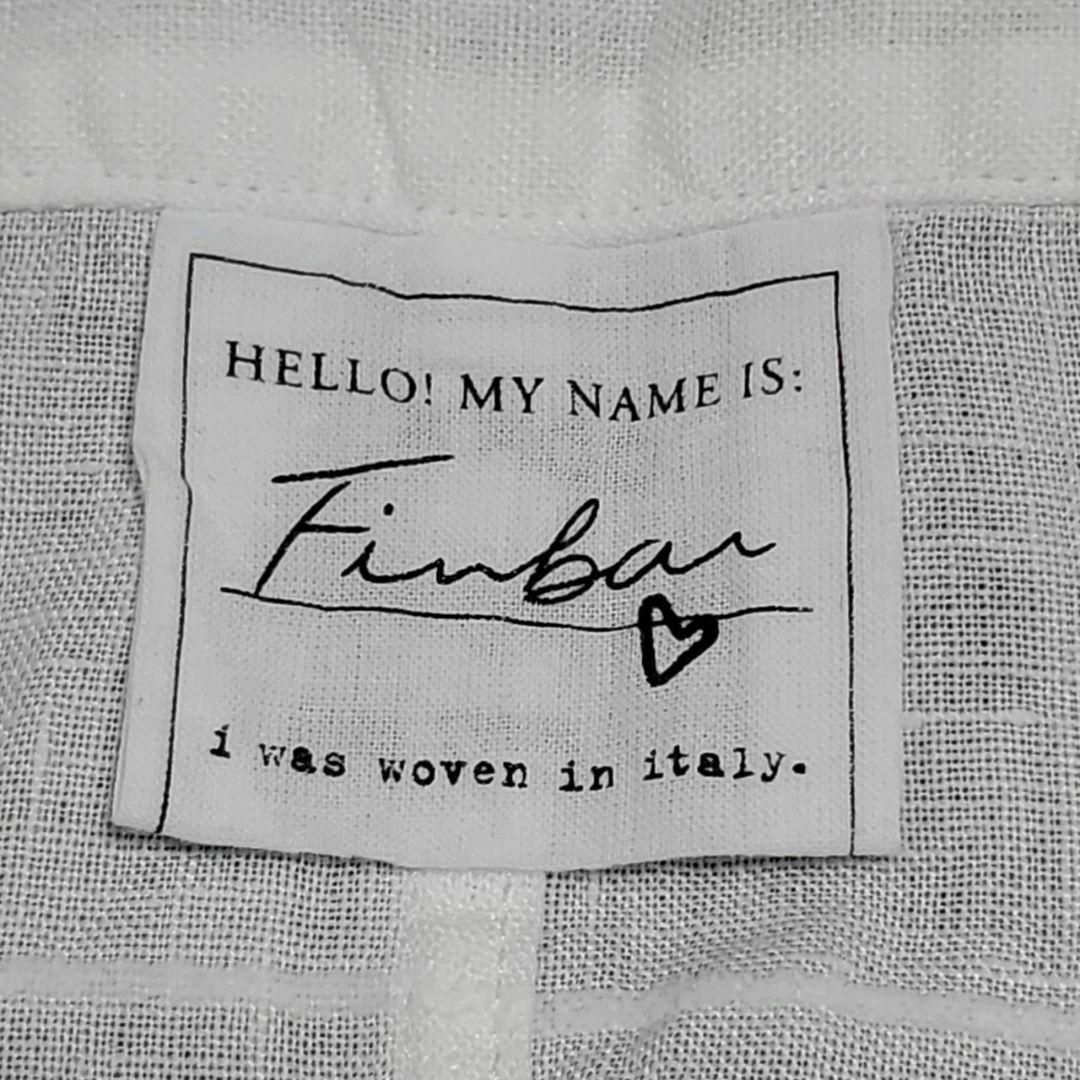 HELLO! MY NAME IS:
Finbar
i was woven in italy.